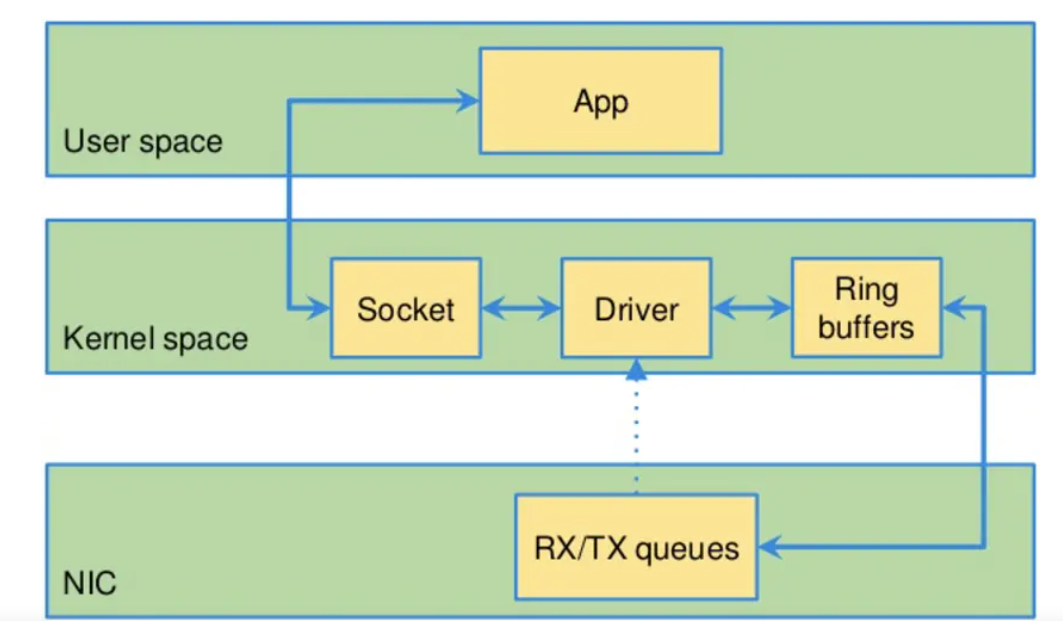 App
User space
Socket
Driver
Ring
buffers
Kernel space
RX/TX queues
NIC